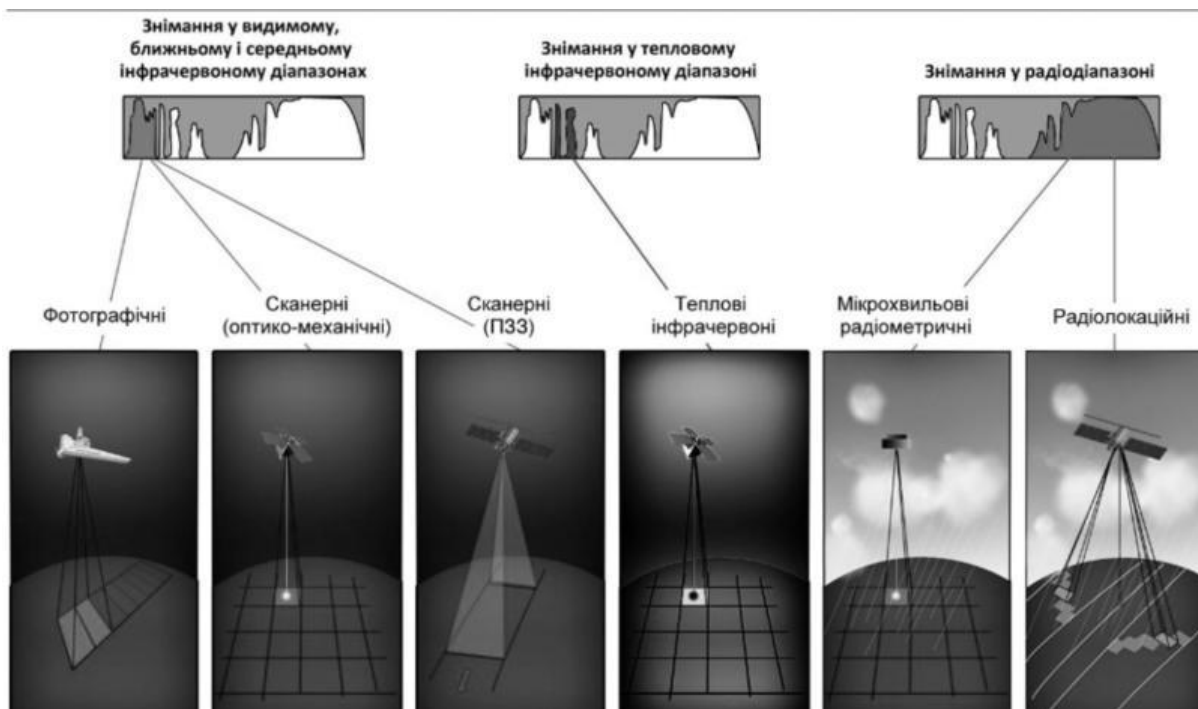 Знімання у видимому,
ближньому і середньому
інфрачервоному діапазонах
Знімання у тепловому
інфрачервоному діапазоні
Знімання у радіодіапазоні
Фотографічні
Сканерні
(оптико-механічні)
Сканерні
(ПЗЗ)
Теплові
інфрачервоні
Мікрохвильові
радіометричні
Радіолокаційні